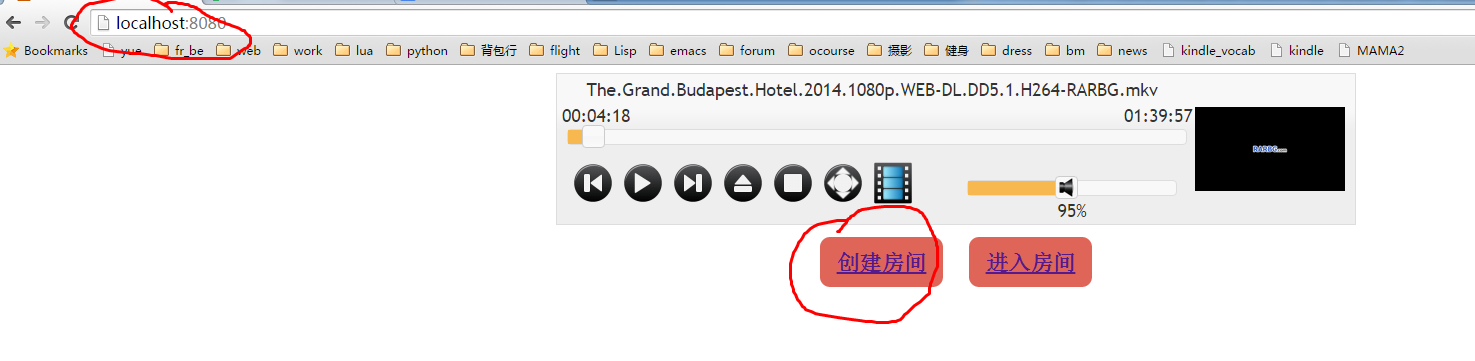 localhost:8080
Bookmarks yue fr_be web work lua python 背包行 flight Lisp emacs forum ocourse 摄影 健身 dress bm news kindle_vocab kindle MAMA2
The.Grand.Budapest.Hotel.2014.1080p.WEB-DL.DD5.1.H264-RARBG.mkv
00:04:18 01:39:57
RARBG.com
95%
创建房间 进入房间